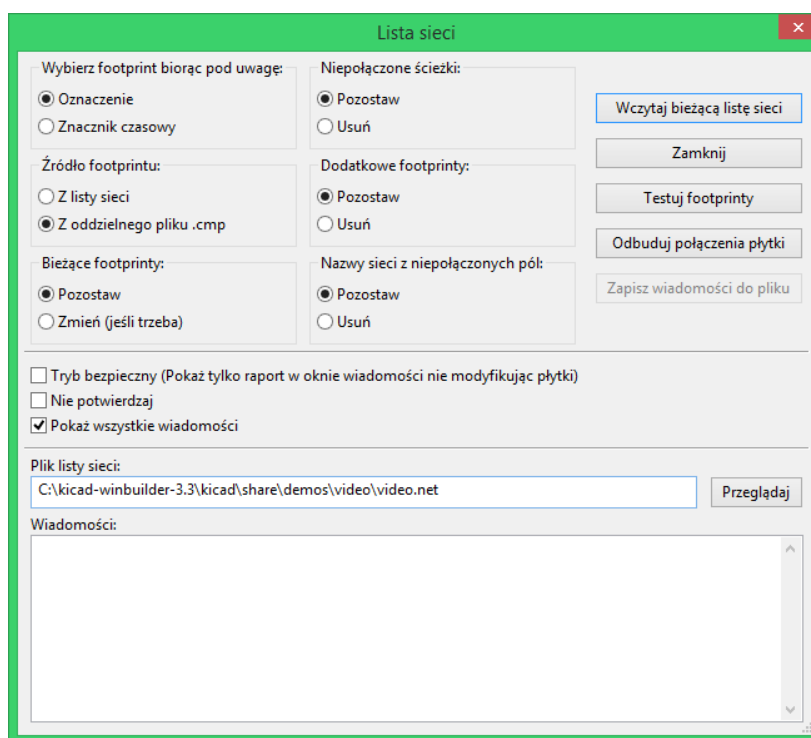 Lista sieci
Wybierz footprint biorąc pod uwagę:
Oznaczenie
Znacznik czasowy
Niepołączone ścieżki:
Pozostaw
Usuń
Wczytaj bieżącą listę sieci
Zamknij
Testuj footprinty
Odbuduj połączenia płytki
Zapisz wiadomości do pliku
Źródło footprintu:
Z listy sieci
Z oddzielnego pliku .cmp
Dodatkowe footprinty:
Pozostaw
Usuń
Bieżące footprinty:
Pozostaw
Zmień (jeśli trzeba)
Nazwy sieci z niepołączonych pól:
Pozostaw
Usuń
Tryb bezpieczny (Pokaż tylko raport w oknie wiadomości nie modyfikując płytki)
Nie potwierdzaj
Pokaż wszystkie wiadomości
Plik listy sieci:
C:\kicad-winbuilder-3.3\kicad\share\demos\video\video.net
Przeglądaj
Wiadomości: